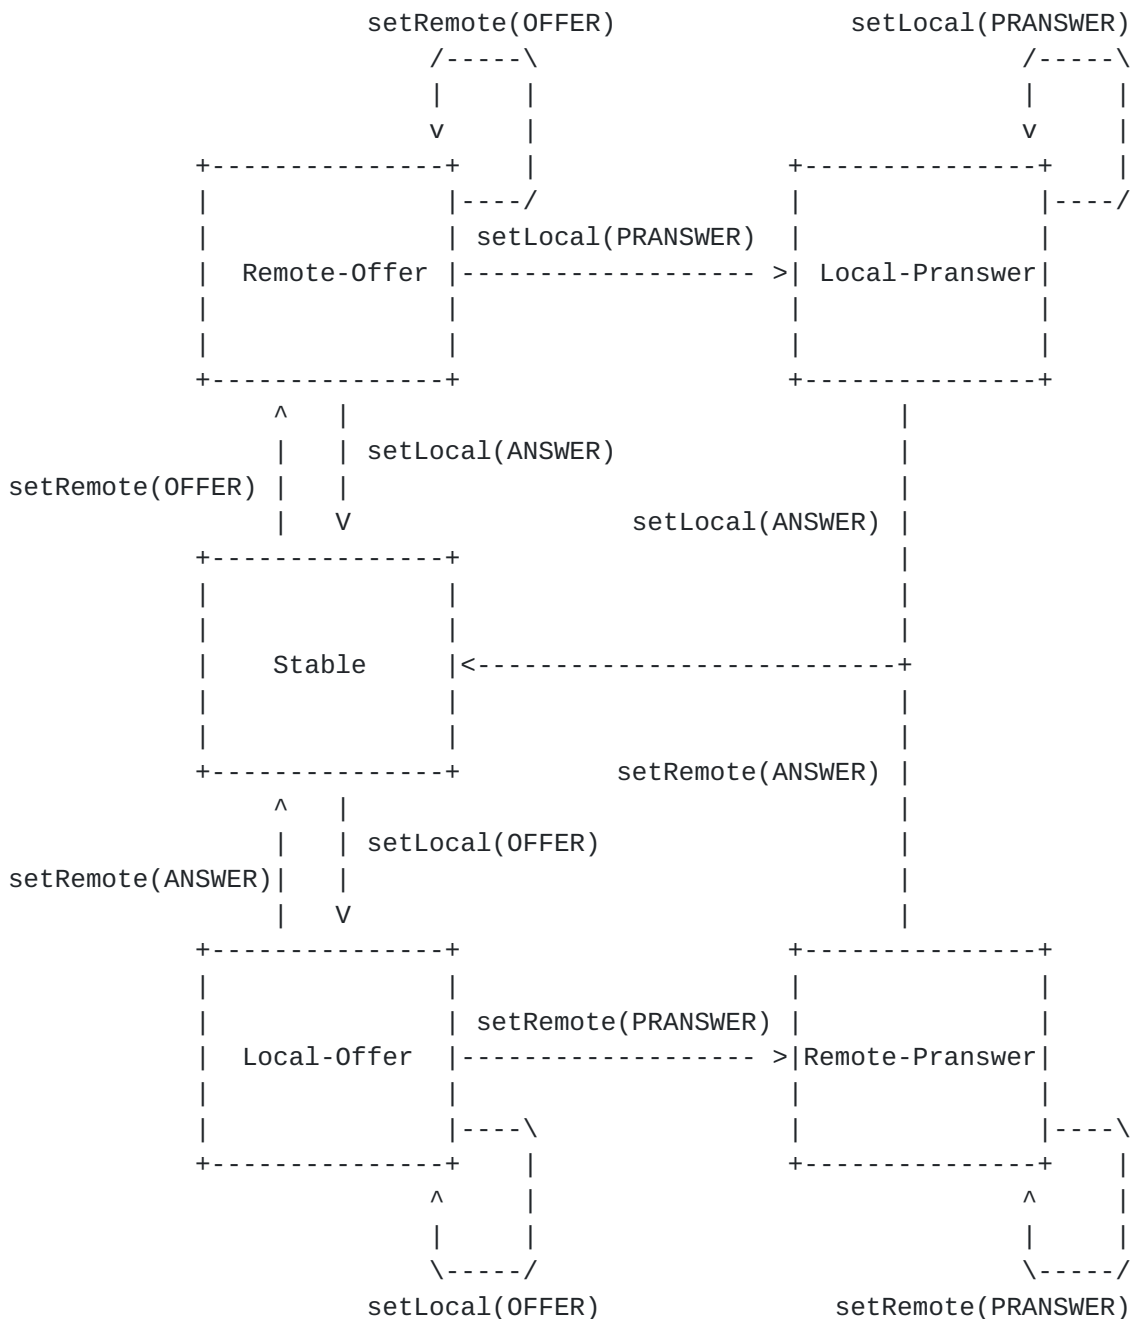 setRemote(OFFER) setLocal(PRANSWER)
setLocal(PRANSWER)
Remote-Offer Local-Pranswer
setLocal(ANSWER)
setRemote(OFFER)
setLocal(ANSWER)
Stable
setRemote(ANSWER)
setLocal(OFFER)
setRemote(ANSWER)
setRemote(PRANSWER)
Local-Offer Remote-Pranswer
setLocal(OFFER) setRemote(PRANSWER)